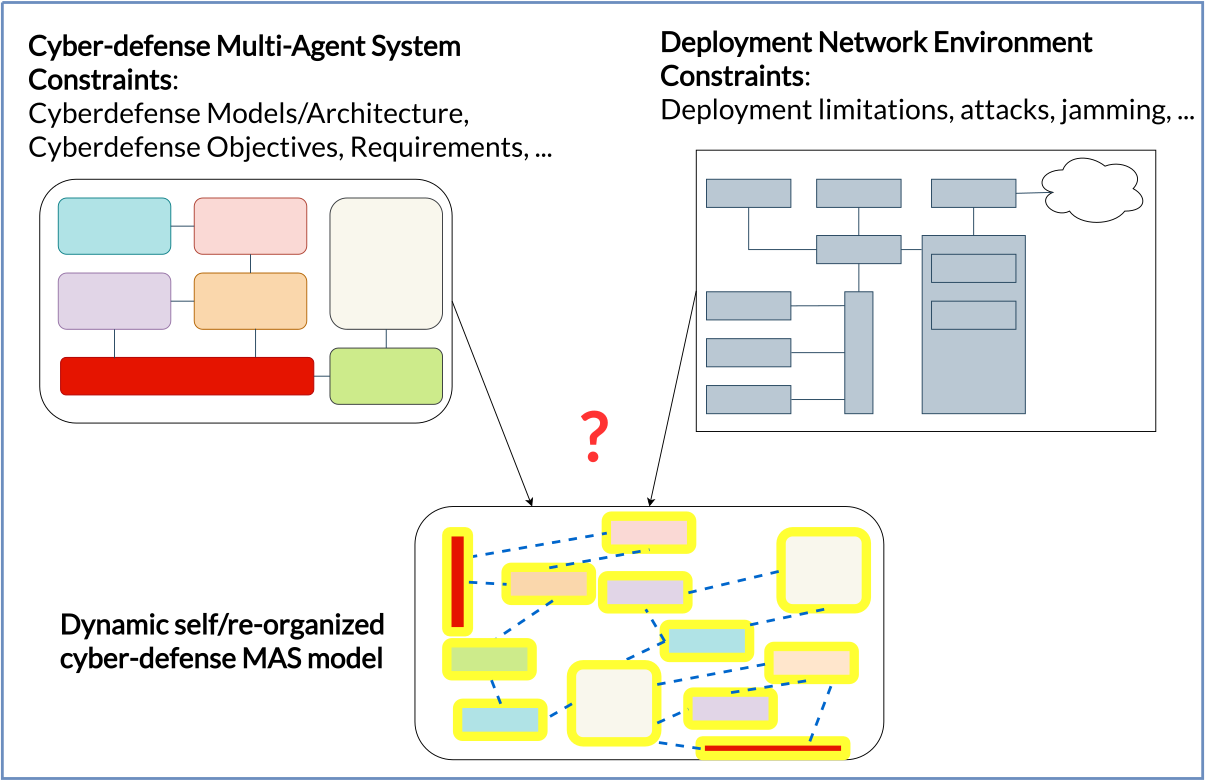 Cyber-defense Multi-Agent System
Constraints:
Cyberdefense Models/Architecture,
Cyberdefense Objectives, Requirements, ...
Deployment Network Environment
Constraints:
Deployment limitations, attacks, jamming, ...
?
Dynamic self/re-organized
cyber-defense MAS model